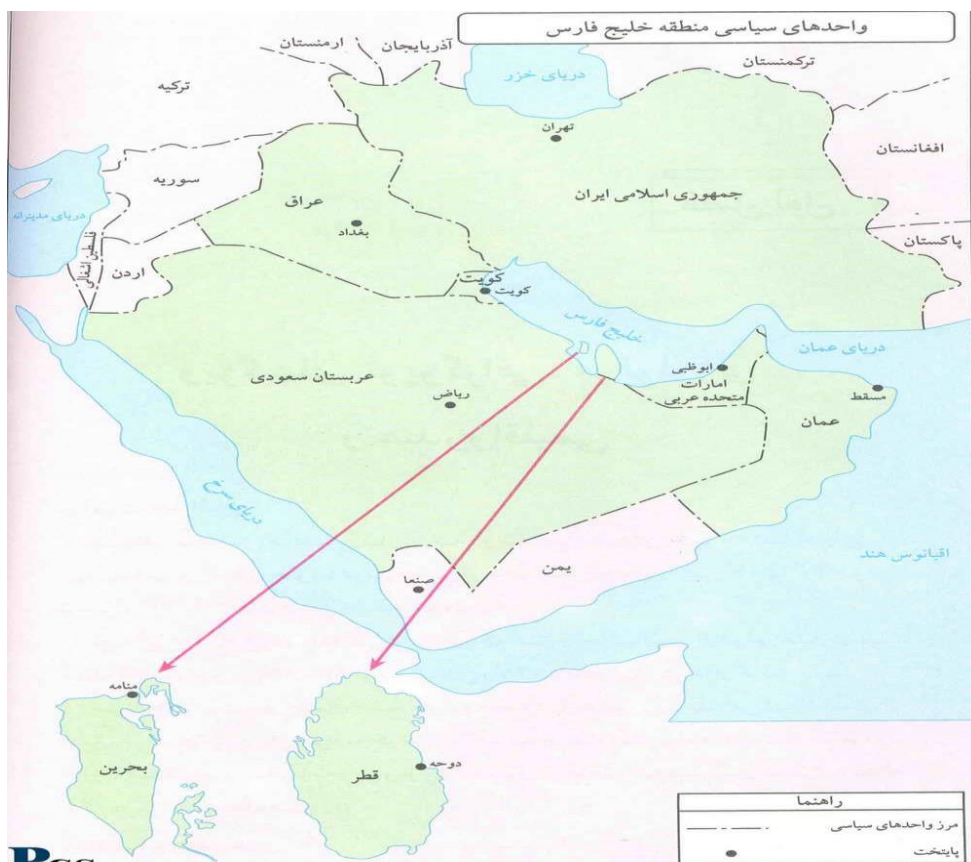 واحدهای سیاسی منطقه خلیج فارس
ترکمنستان
آذربایجان
ارمنستان
دریای خزر
ترکیه
تهران
افغانستان
سوریه
جمهوری اسلامی ایران
عراق
دریای مدیترانه
بغداد
پاکستان
فلسطین اشغالی
اردن
کویت
کویت
خلیج فارس
دریای عمان
ابوظبی
امارات
متحده عربی
عربستان سعودی
ریاض
مسقط
عمان
دریای سرخ
اقیانوس هند
یمن
صنعا
منامه
بحرین
قطر
دوحه
راهنما
مرز واحدهای سیاسی
پایتخت